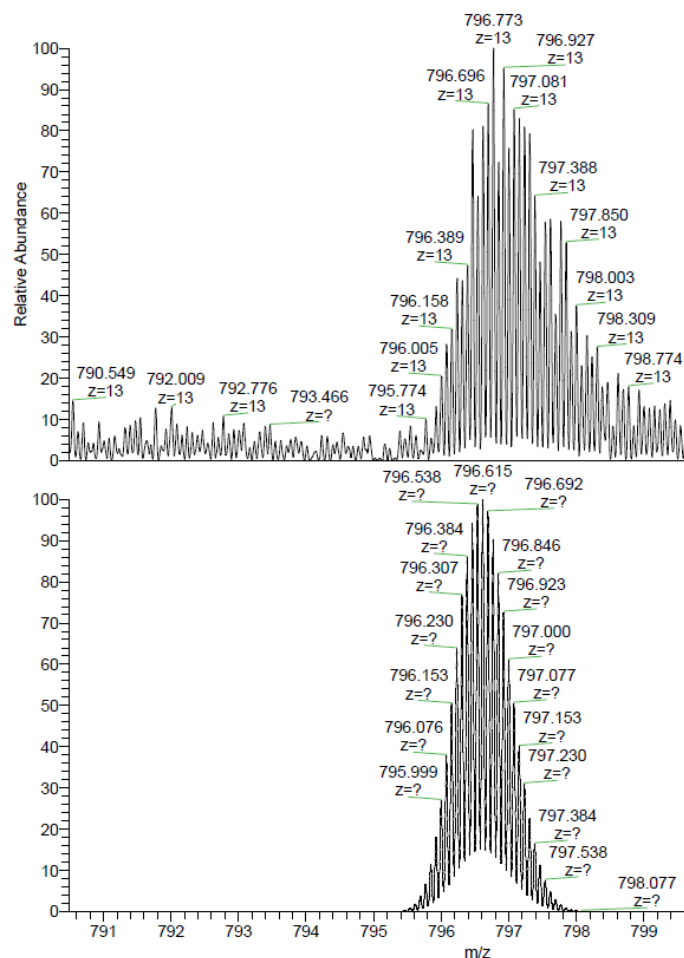 796.773
z=13
796.927
z=13
796.696
z=13
797.081
z=13
797.388
z=13
797.850
z=13
796.389
z=13
796.158
z=13
798.003
z=13
796.005
z=13
798.309
z=13
798.774
z=13
795.774
z=13
790.549
z=13
792.009
z=13
792.776
z=13
793.466
z=?
100
90
80
70
60
50
40
30
20
10
0
Relative Abundance
796.538
z=?
796.615
z=?
796.692
z=?
796.384
z=?
796.846
z=?
796.307
z=?
796.923
z=?
796.230
z=?
797.000
z=?
796.153
z=?
797.077
z=?
796.076
z=?
797.153
z=?
795.999
z=?
797.230
z=?
797.384
z=?
797.538
z=?
798.077
z=?
100
90
80
70
60
50
40
30
20
10
0
791 792 793 794 795 796 797 798 799
m/z